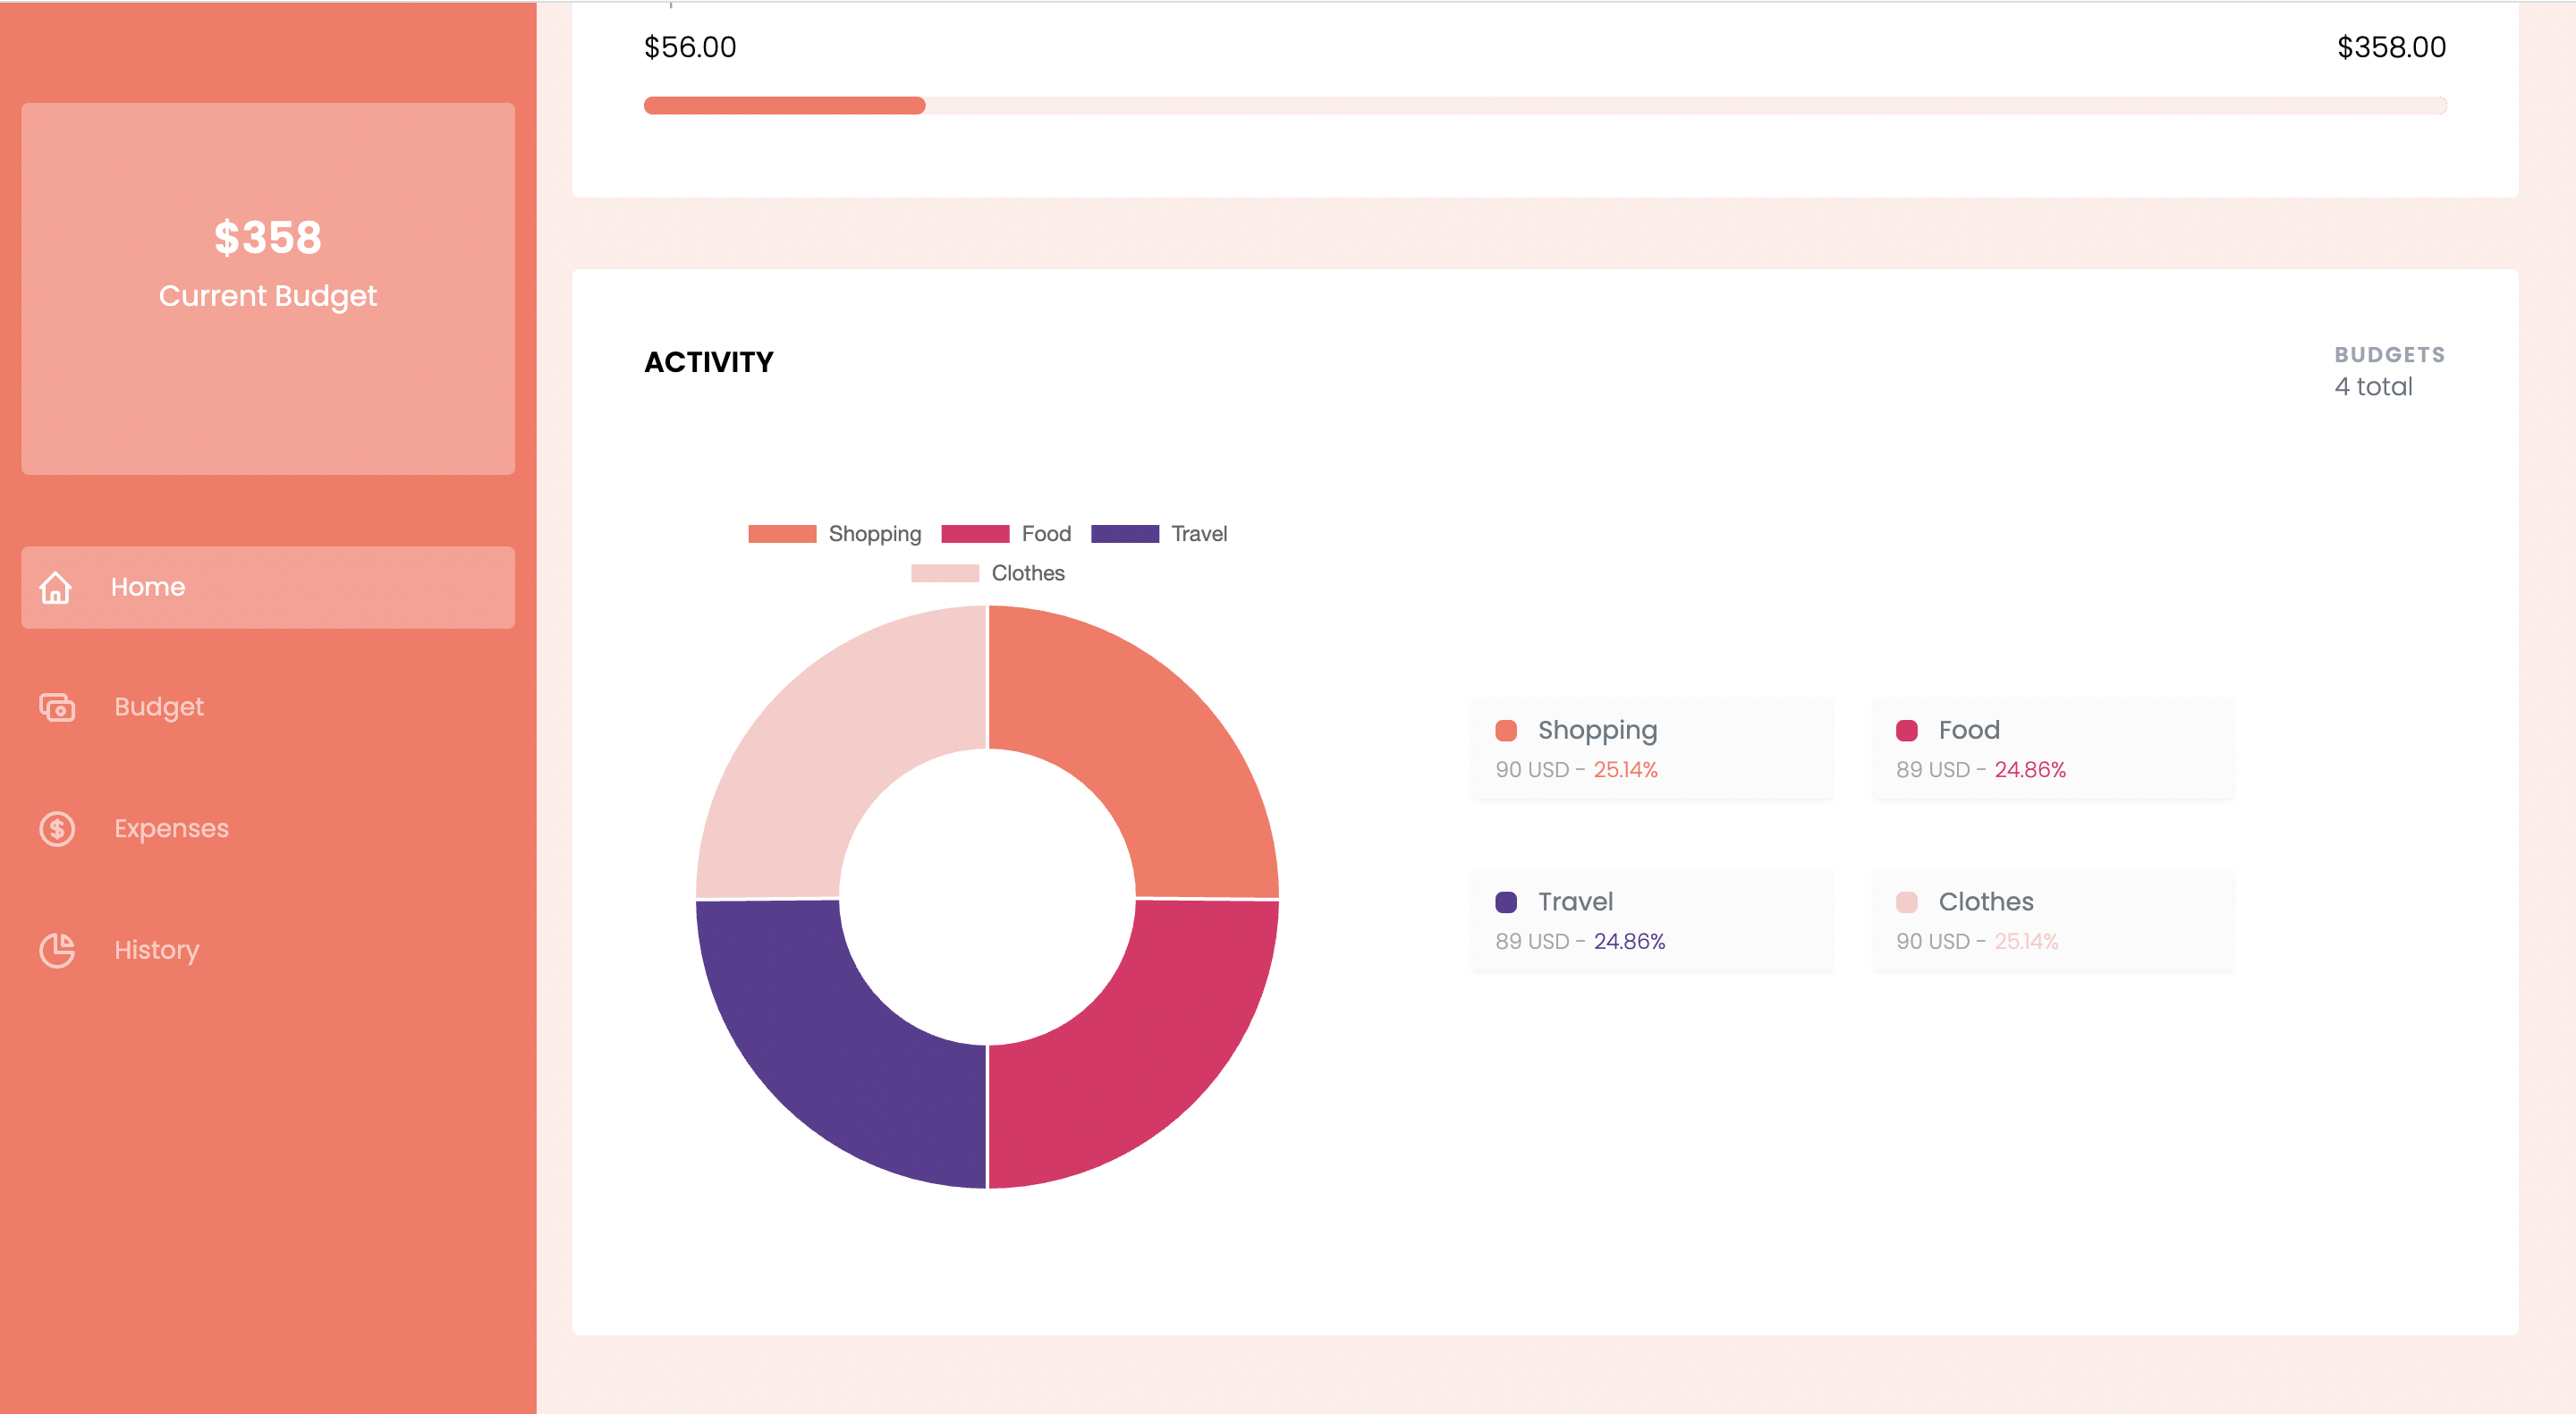 $358
Current Budget
Home
Budget
Expenses
History
$56.00 $358.00
ACTIVITY
BUDGETS
4 total
Shopping Food Travel
Clothes
Shopping
90 USD - 25.14%
Food
89 USD - 24.86%
Travel
89 USD - 24.86%
Clothes
90 USD - 25.14%